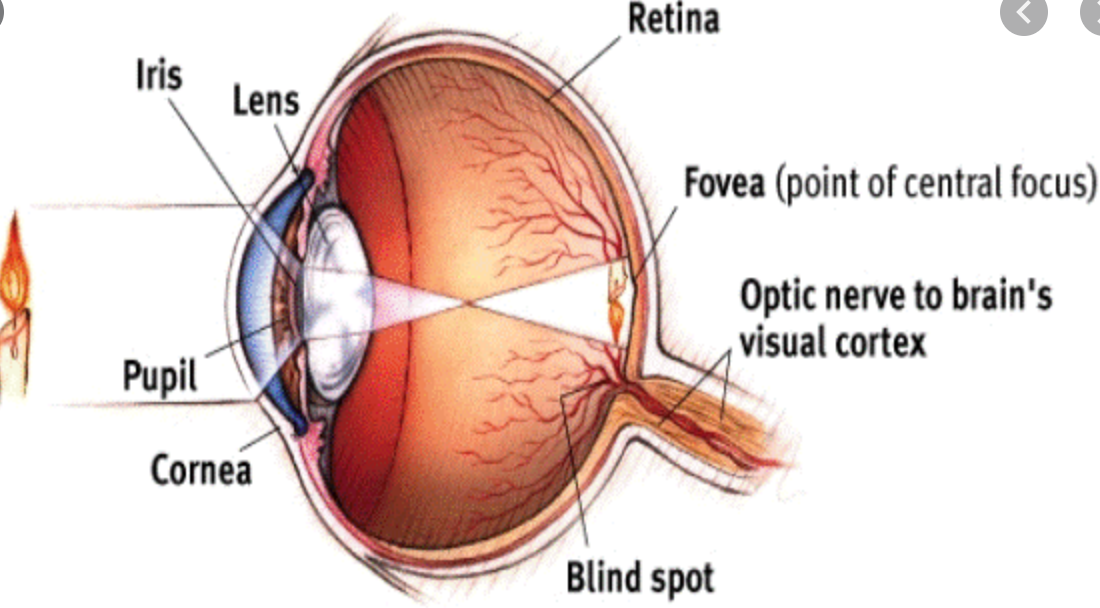 Retina
Iris
Lens
Fovea (point of central focus)
Optic nerve to brain's
visual cortex
Pupil
Cornea
Blind spot